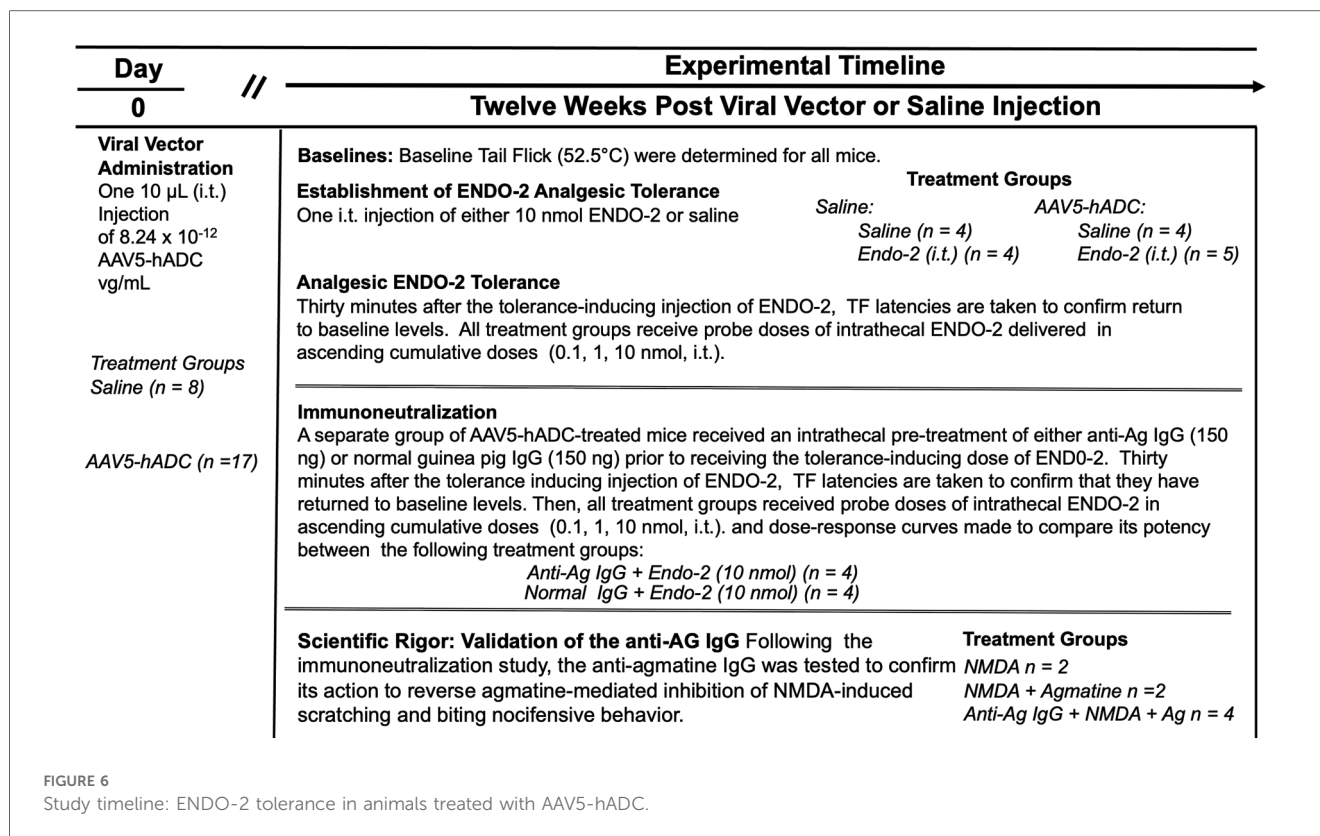 Day
0
//
Experimental Timeline
Twelve Weeks Post Viral Vector or Saline Injection
Viral Vector
Administration
One 10 µL (i.t.)
Injection
of 8.24 x 10-12
AAV5-hADC
vg/mL
Treatment Groups
Saline (n = 8)
AAV5-hADC (n =17)
Baselines: Baseline Tail Flick (52.5°C) were determined for all mice.
Establishment of ENDO-2 Analgesic Tolerance
One i.t. injection of either 10 nmol ENDO-2 or saline
Treatment Groups
Saline: AAV5-hADC:
Saline (n = 4) Saline (n = 4)
Endo-2 (i.t.) (n = 4) Endo-2 (i.t.) (n = 5)
Analgesic ENDO-2 Tolerance
Thirty minutes after the tolerance-inducing injection of ENDO-2, TF latencies are taken to confirm return
to baseline levels. All treatment groups receive probe doses of intrathecal ENDO-2 delivered in
ascending cumulative doses (0.1, 1, 10 nmol, i.t.).
Immunoneutralization
A separate group of AAV5-hADC-treated mice received an intrathecal pre-treatment of either anti-Ag IgG (150
ng) or normal guinea pig IgG (150 ng) prior to receiving the tolerance-inducing dose of END0-2. Thirty
minutes after the tolerance inducing injection of ENDO-2, TF latencies are taken to confirm that they have
returned to baseline levels. Then, all treatment groups received probe doses of intrathecal ENDO-2 in
ascending cumulative doses (0.1, 1, 10 nmol, i.t.). and dose-response curves made to compare its potency
between the following treatment groups:
Anti-Ag IgG + Endo-2 (10 nmol) (n = 4)
Normal IgG + Endo-2 (10 nmol) (n = 4)
Scientific Rigor: Validation of the anti-AG IgG Following the
immunoneutralization study, the anti-agmatine IgG was tested to confirm
its action to reverse agmatine-mediated inhibition of NMDA-induced
scratching and biting nocifensive behavior.
Treatment Groups
NMDA n = 2
NMDA + Agmatine n =2
Anti-Ag IgG + NMDA + Ag n = 4
FIGURE 6
Study timeline: ENDO-2 tolerance in animals treated with AAV5-hADC.